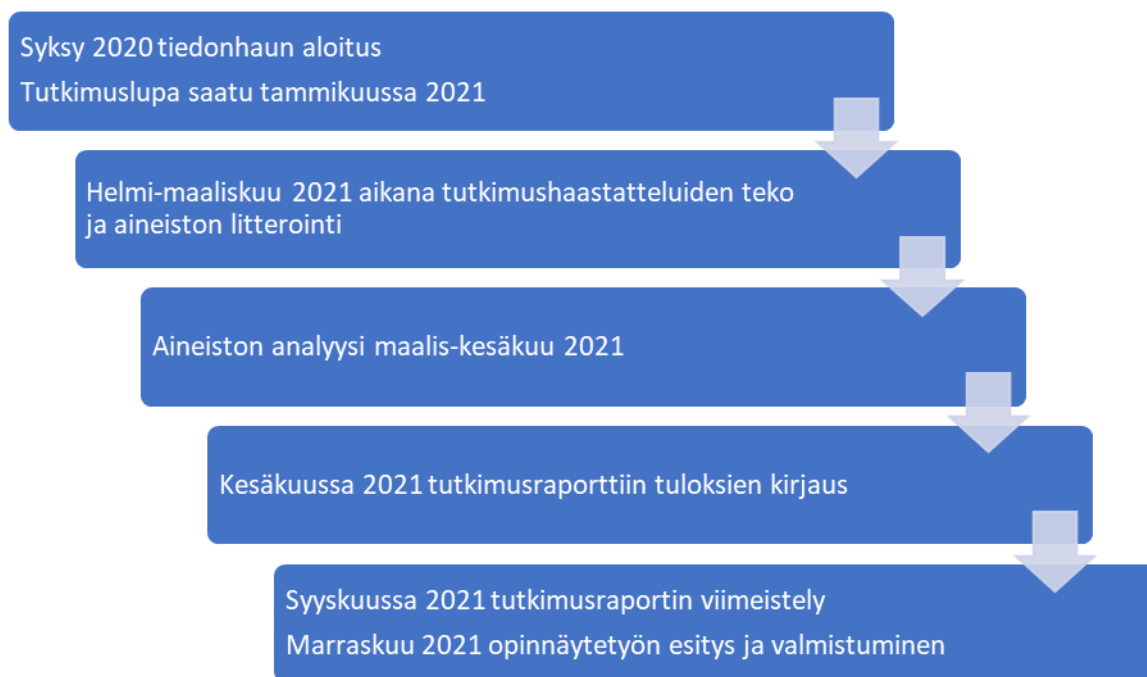 Syksy 2020 tiedonhaun aloitus
Tutkimuslupa saatu tammikuussa 2021
Helmi-maaliskuu 2021 aikana tutkimushaastatteluiden teko
ja aineiston litterointi
Aineiston analyysi maalis-kesäkuu 2021
Kesäkuussa 2021 tutkimusraporttiin tuloksien kirjaus
Syyskuussa 2021 tutkimusraportin viimeistely
Marraskuu 2021 opinnäytetyön esitys ja valmistuminen